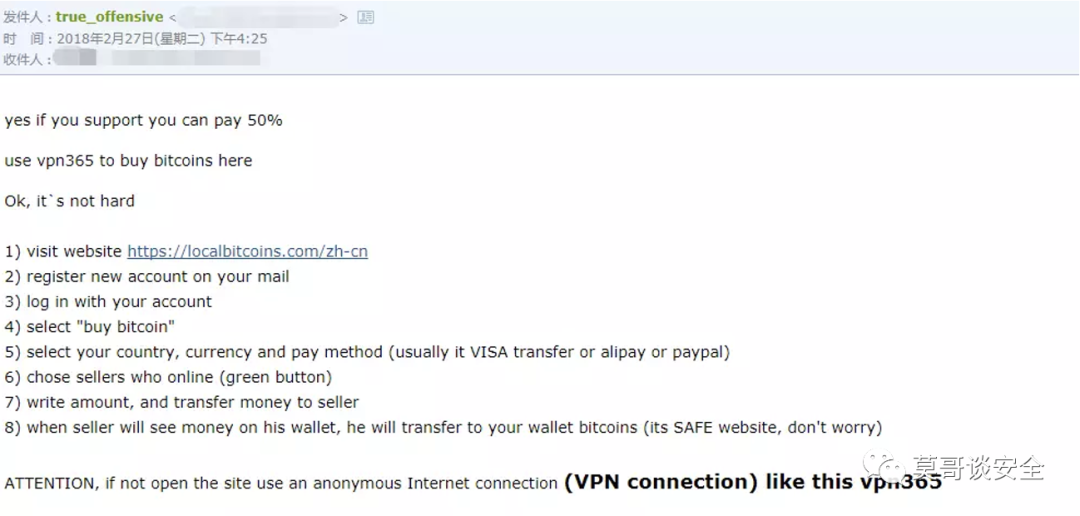 发件人：true_offensive < >
时 间：2018年2月27日(星期二) 下午4:25
收件人：
yes if you support you can pay 50%
use vpn365 to buy bitcoins here
Ok, it`s not hard
1) visit website https://localbitcoins.com/zh-cn
2) register new account on your mail
3) log in with your account
4) select "buy bitcoin"
5) select your country, currency and pay method (usually it VISA transfer or alipay or paypal)
6) chose sellers who online (green button)
7) write amount, and transfer money to seller
8) when seller will see money on his wallet, he will transfer to your wallet bitcoins (its SAFE website, don't worry)
ATTENTION, if not open the site use an anonymous Internet connection (VPN connection) like this vpn365
莫哥谈安全